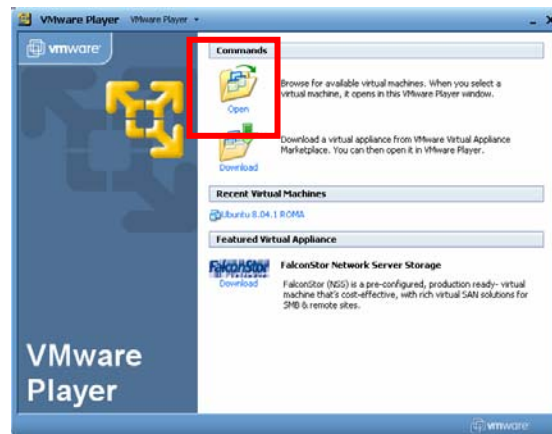 VMware Player VMware Player
vmware
Commands
Browse for available virtual machines. When you select a
virtual machine, it opens in this VMware Player window.
Open
Download a virtual appliance from VMware Virtual Appliance
Marketplace. You can then open it in VMware Player.
Download
Recent Virtual Machines
Ubuntu 8.04.1 ROMA
Featured Virtual Appliance
FalconStor
FalconStor Network Server Storage
Download
FalconStor (NSS) is a pre-configured, production ready- virtual
machine that's cost-effective, with rich virtual SAN solutions for
SMB & remote sites.
VMware
Player
vmware